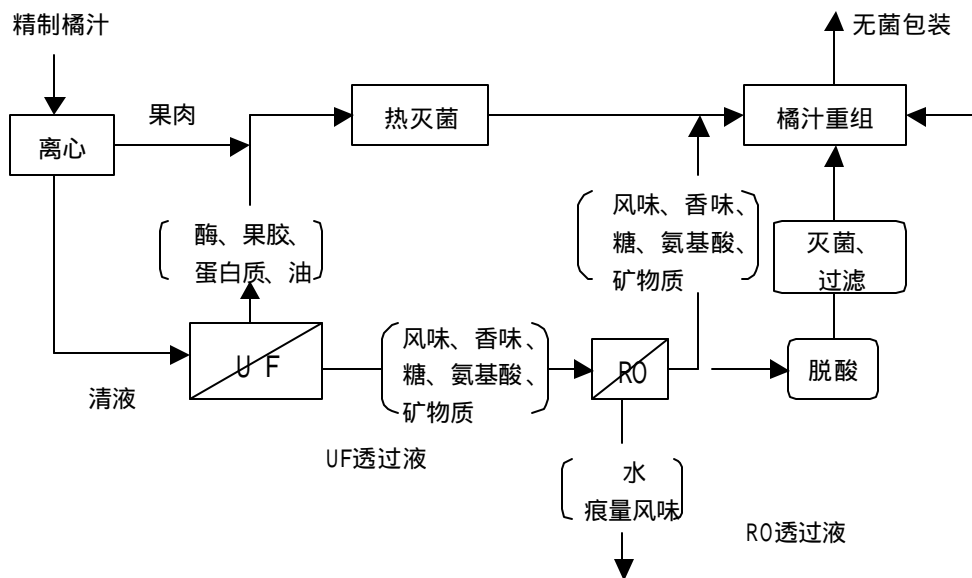 精制橘汁
无菌包装
果肉
热灭菌
橘汁重组
离心
风味、香味、
糖、氨基酸、
矿物质
酶、果胶、
蛋白质、油
灭菌、
过滤
UF
风味、香味、
糖、氨基酸、
矿物质
RO
脱酸
清液
UF透过液
水
痕量风味
RO透过液